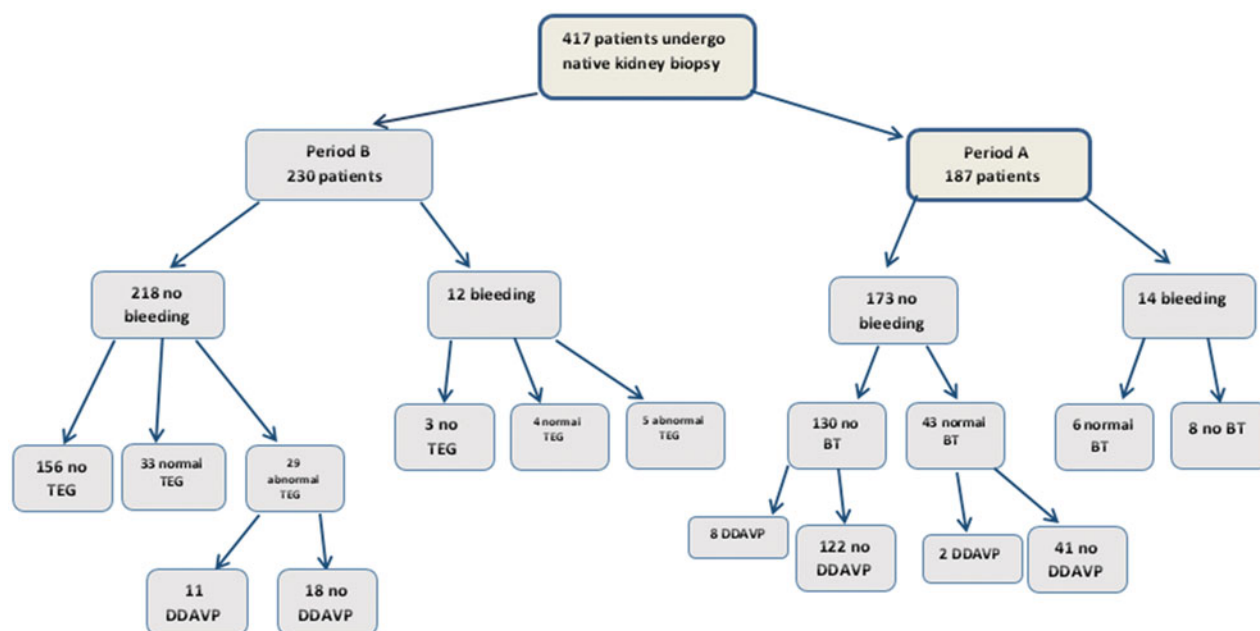 417 patients undergo
native kidney biopsy
Period B
230 patients
Period A
187 patients
218 no
bleeding
12 bleeding
173 no
bleeding
14 bleeding
156 no
TEG
33 normal
TEG
29
abnormal
TEG
3 no
TEG
4 normal
TEG
5 abnormal
TEG
130 no
BT
43 normal
BT
6 normal
BT
8 no BT
11
DDAVP
18 no
DDAVP
8 DDAVP
122 no
DDAVP
2 DDAVP
41 no
DDAVP